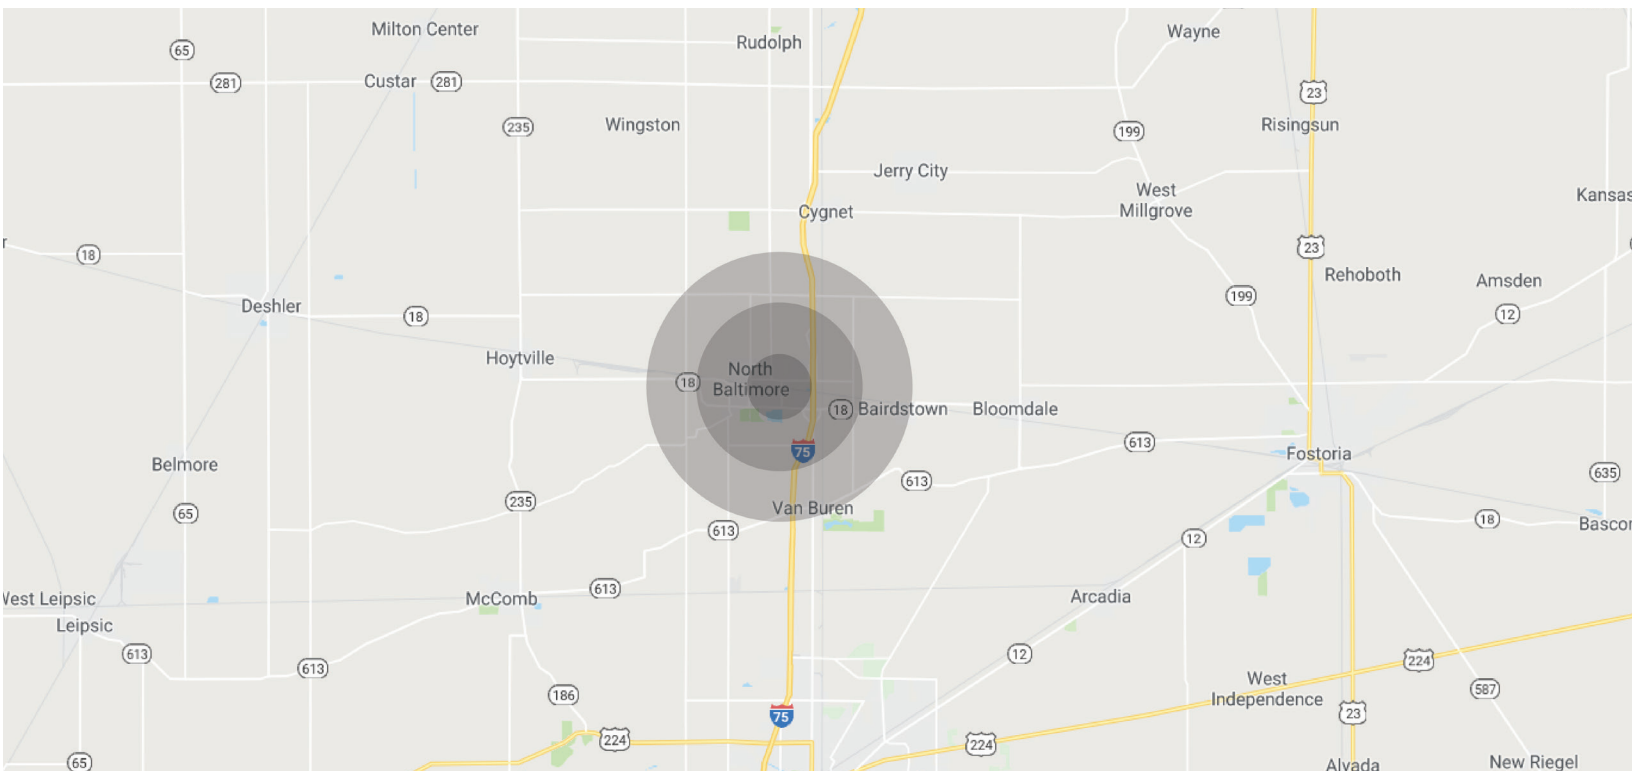 Milton Center
Rudolph
Wayne
65
281
Custar
281
23
235
Wingston
199
Risingsun
Jerry City
West
Millgrove
Kansas
Cygnet
18
23
Rehoboth
Amsden
199
Deshler
18
12
Hoytville
North
Baltimore
18
18
Bairdstown
Bloomdale
613
75
Fostoria
Belmore
635
613
235
Van Buren
65
18
Bascor
613
12
613
West Leipsic
McComb
Arcadia
Leipsic
613
613
12
224
West
Independence
186
587
75
23
224
224
65
Alvada
New Riegel